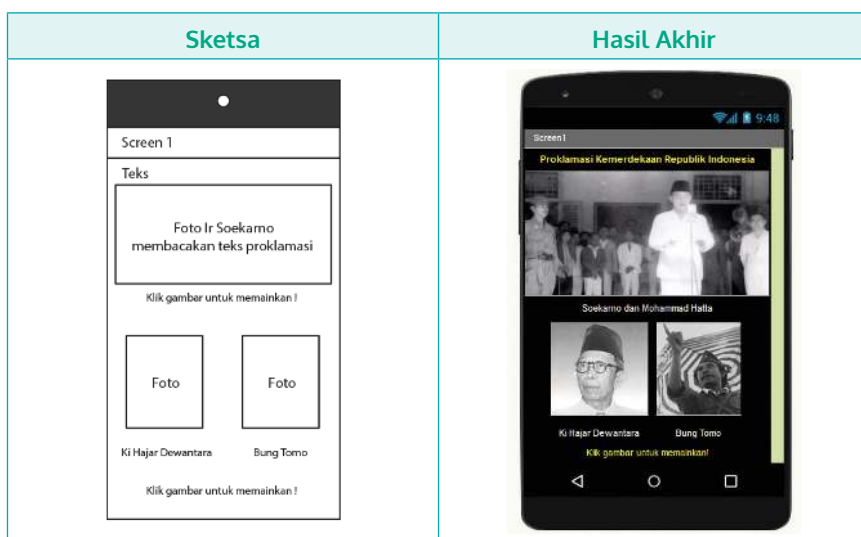 Sketsa
Hasil Akhir
Screen 1
Teks
Foto Ir Soekarno
membacakan teks proklamasi
Klik gambar untuk memainkan !
Foto
Foto
Ki Hajar Dewantara
Bung Tomo
Klik gambar untuk memainkan !
9:48
Screen1
Proklamasi Kemerdekaan Republik Indonesia
Soekarno dan Mohammad Hatta
Ki Hajar Dewantara
Bung Tomo
Klik gambar untuk memainkan!